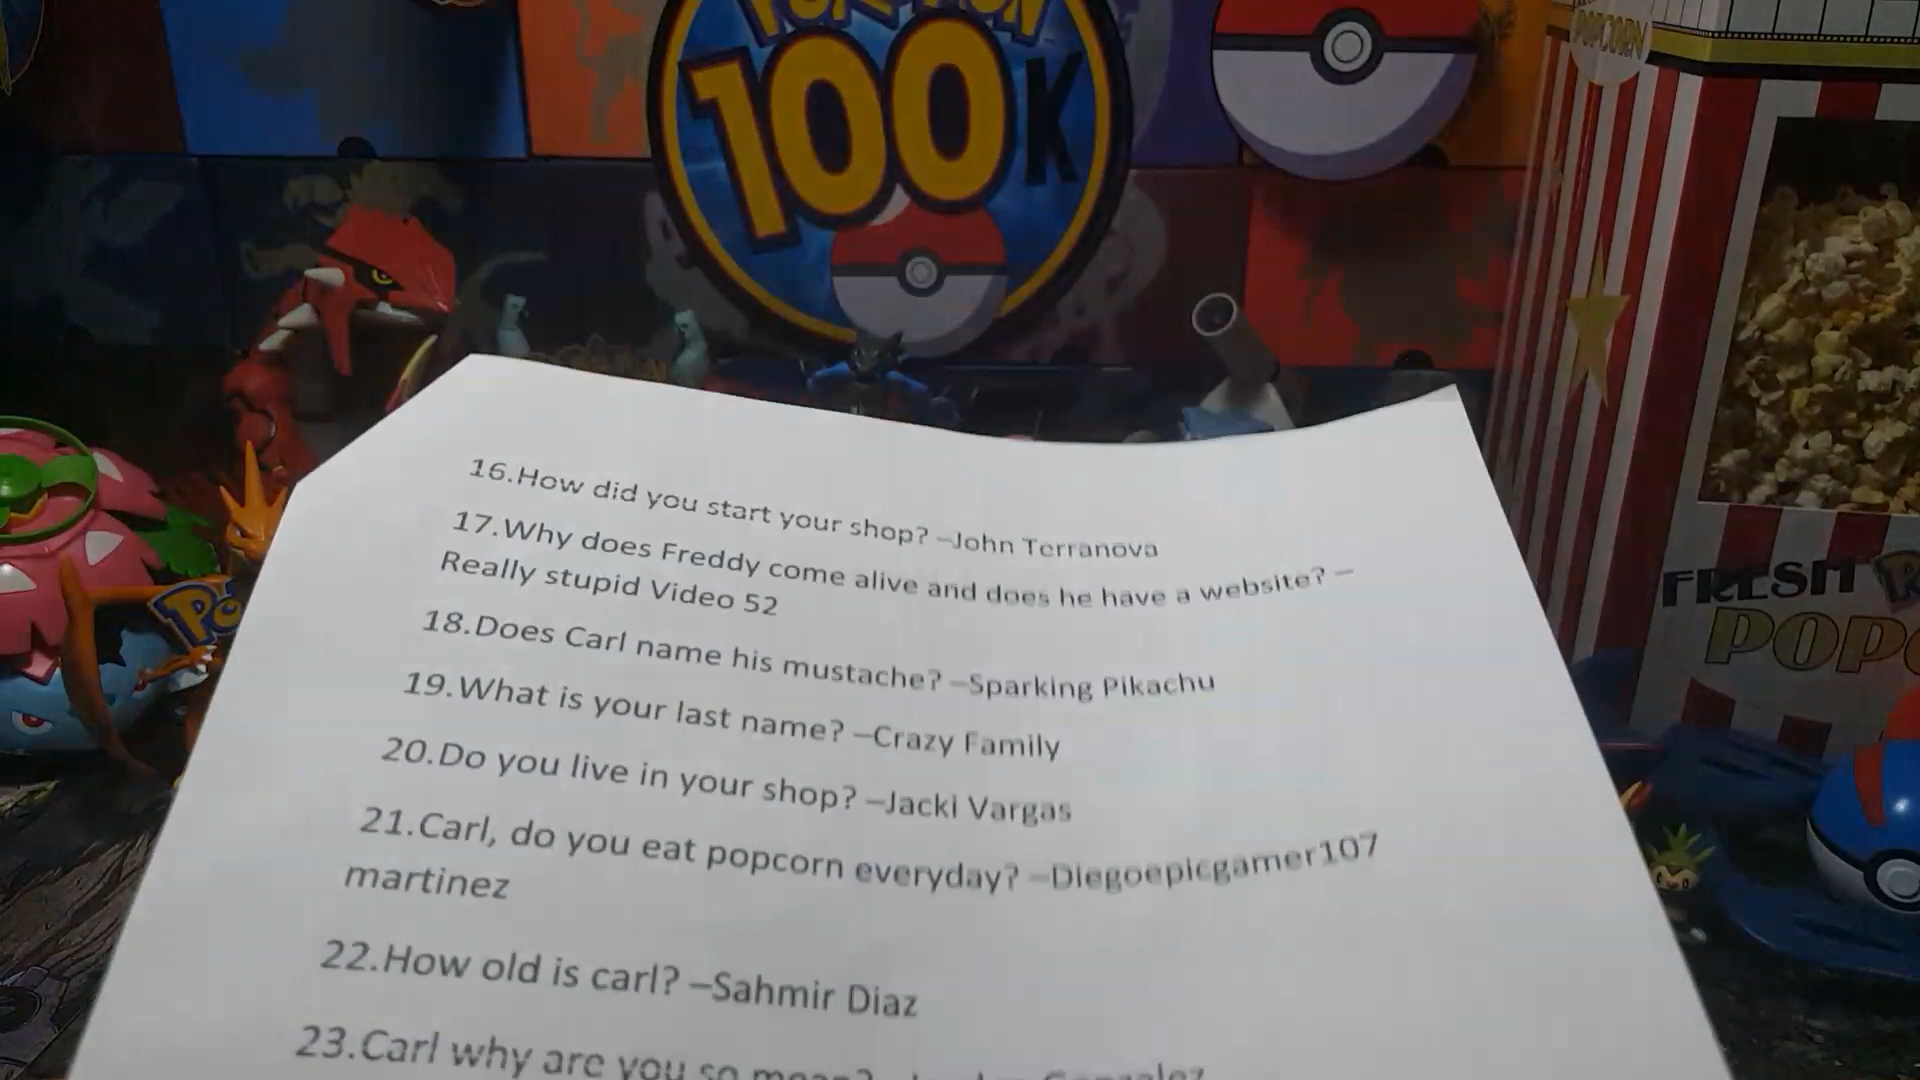 POPCORN
100K
16.How did you start your shop? –John Terranova
17.Why does Freddy come alive and does he have a website? –
Really stupid Video 52
18.Does Carl name his mustache? –Sparking Pikachu
19.What is your last name? –Crazy Family
20.Do you live in your shop? –Jacki Vargas
21.Carl, do you eat popcorn everyday? –Diegoepicgamer107
martinez
22.How old is carl? –Sahmir Diaz
23.Carl why are you so mean?
FRESH